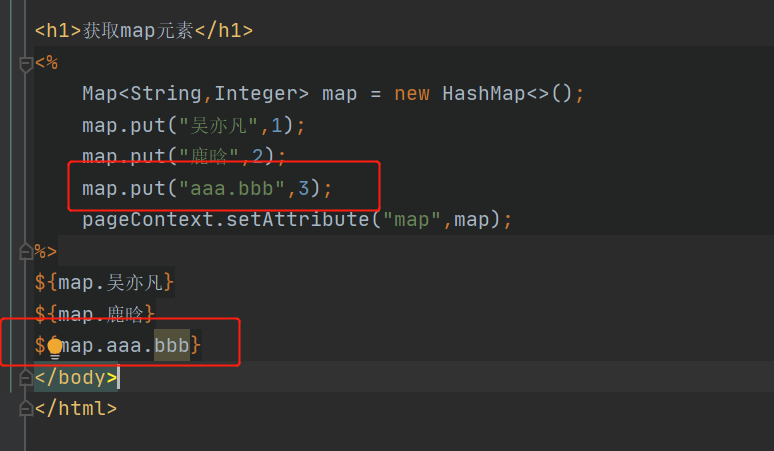 <h1>获取map元素</h1>
<%
Map<String,Integer> map = new HashMap<>();
map.put("吴亦凡",1);
map.put("鹿晗",2);
map.put("aaa.bbb",3);
pageContext.setAttribute("map",map);
%>
${map.吴亦凡}
${map.鹿晗}
${map.aaa.bbb}
</body>
</html>